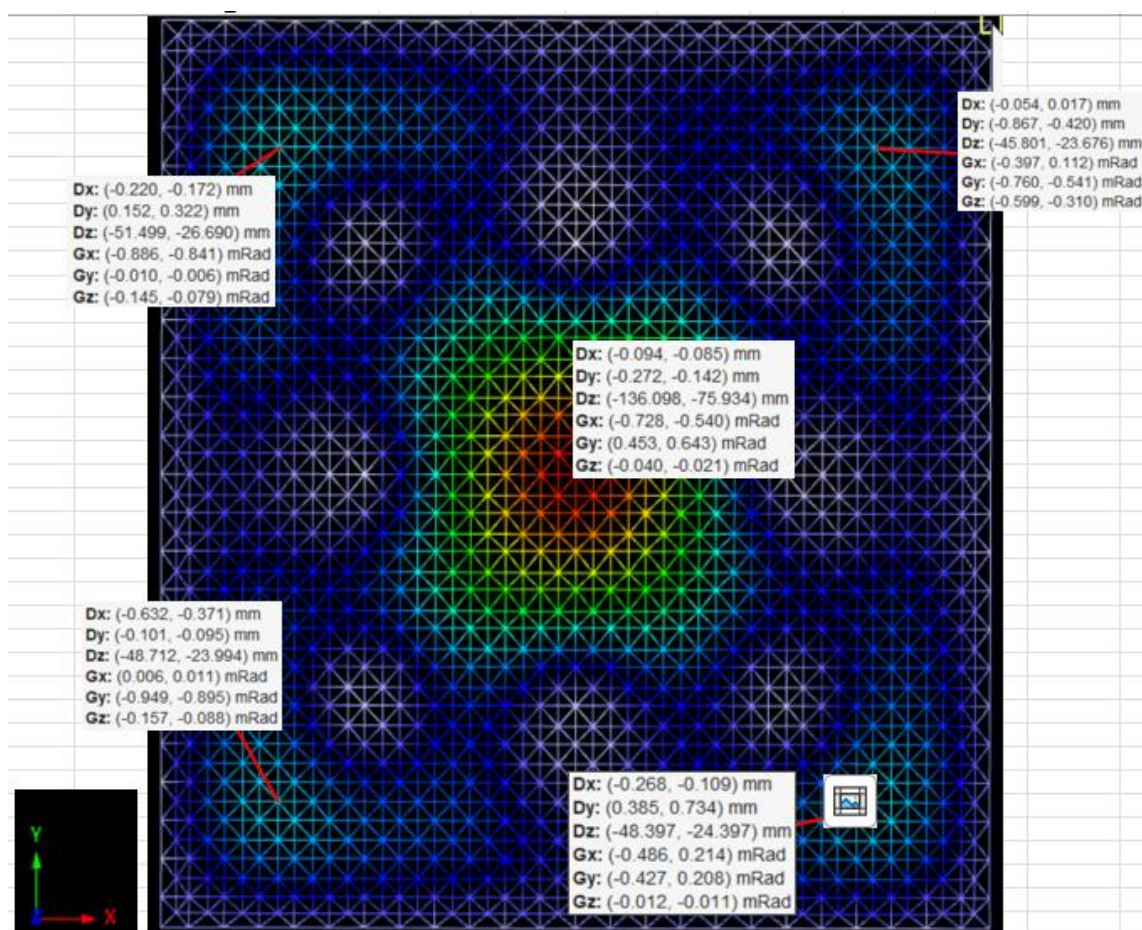 Dx: (-0.054, 0.017) mm
Dy: (-0.867, -0.420) mm
Dz: (-45.801, -23.676) mm
Gx: (-0.397, 0.112) mRad
Gy: (-0.760, -0.541) mRad
Gz: (-0.599, -0.310) mRad
Dx: (-0.220, -0.172) mm
Dy: (0.152, 0.322) mm
Dz: (-51.499, -26.690) mm
Gx: (-0.886, -0.841) mRad
Gy: (-0.010, -0.006) mRad
Gz: (-0.145, -0.079) mRad
Dx: (-0.094, -0.085) mm
Dy: (-0.272, -0.142) mm
Dz: (-136.098, -75.934) mm
Gx: (-0.728, -0.540) mRad
Gy: (0.453, 0.643) mRad
Gz: (-0.040, -0.021) mRad
Dx: (-0.632, -0.371) mm
Dy: (-0.101, -0.095) mm
Dz: (-48.712, -23.994) mm
Gx: (0.006, 0.011) mRad
Gy: (-0.949, -0.895) mRad
Gz: (-0.157, -0.088) mRad
Dx: (-0.268, -0.109) mm
Dy: (0.385, 0.734) mm
Dz: (-48.397, -24.397) mm
Gx: (-0.486, 0.214) mRad
Gy: (-0.427, 0.208) mRad
Gz: (-0.012, -0.011) mRad
Y
X